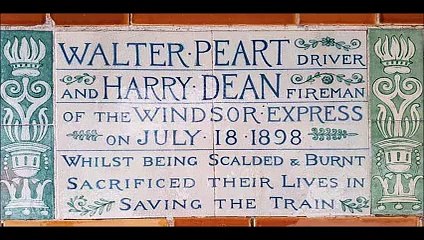 WALTER·PEART DRIVER
AND HARRY·DEAN FIREMAN
OF THE WINDSOR EXPRESS
ON JULY·18·1898
WHILST BEING SCALDED & BURNT
SACRIFICED THEIR LIVES IN
SAVING THE TRAIN